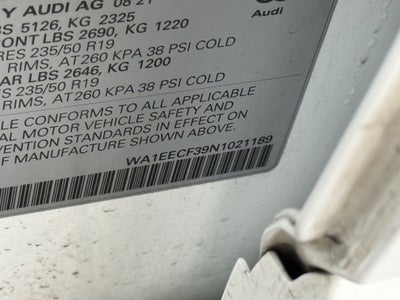 Y AUDI AG 08 21
BS 5126, KG 2325
Audi
ONT LBS 2690, KG 1220
RES 235/50 R19
RIMS, AT260 KPA 38 PSI COLD
AR LBS 2646, KG 1200
S 235/50 R19
RIMS, AT260 KPA 38 PSI COLD
LE CONFORMS TO ALL APPLICABLE
AL MOTOR VEHICLE SAFETY AND
VENTION STANDARDS IN EFFECT ON
F MANUFACTURE SHOWN ABOVE.
WA1EECF39N1021189